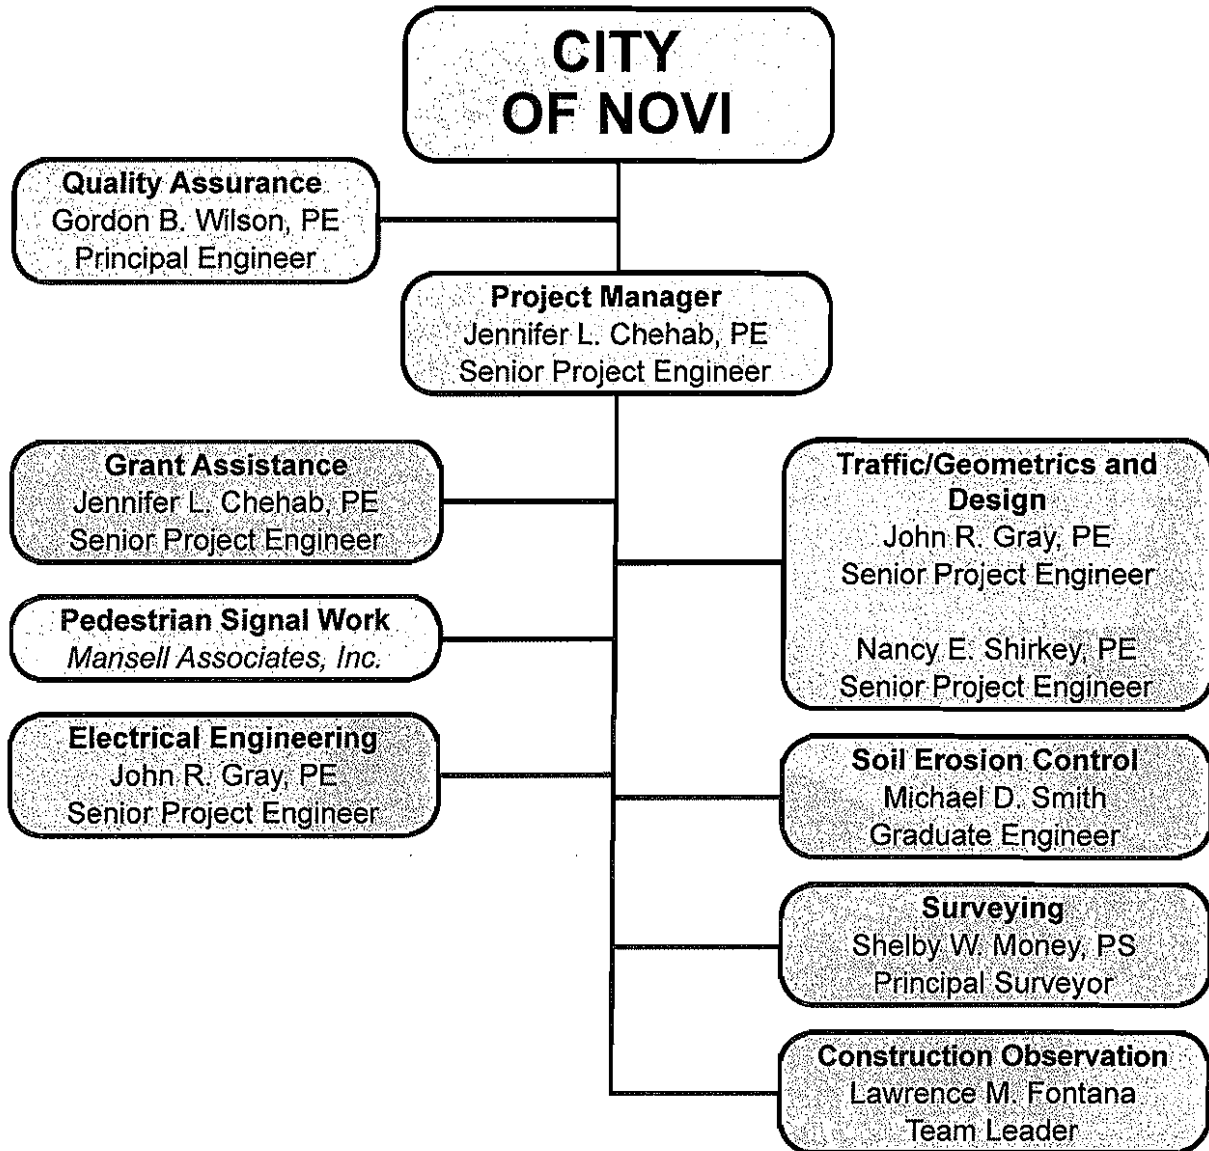 CITY
OF NOVI
Quality Assurance
Gordon B. Wilson, PE
Principal Engineer
Project Manager
Jennifer L. Chehab, PE
Senior Project Engineer
Grant Assistance
Jennifer L. Chehab, PE
Senior Project Engineer
Pedestrian Signal Work
Mansell Associates, Inc.
Electrical Engineering
John R. Gray, PE
Senior Project Engineer
Traffic/Geometrics and
Design
John R. Gray, PE
Senior Project Engineer
Nancy E. Shirkey, PE
Senior Project Engineer
Soil Erosion Control
Michael D. Smith
Graduate Engineer
Surveying
Shelby W. Money, PS
Principal Surveyor
Construction Observation
Lawrence M. Fontana
Team Leader